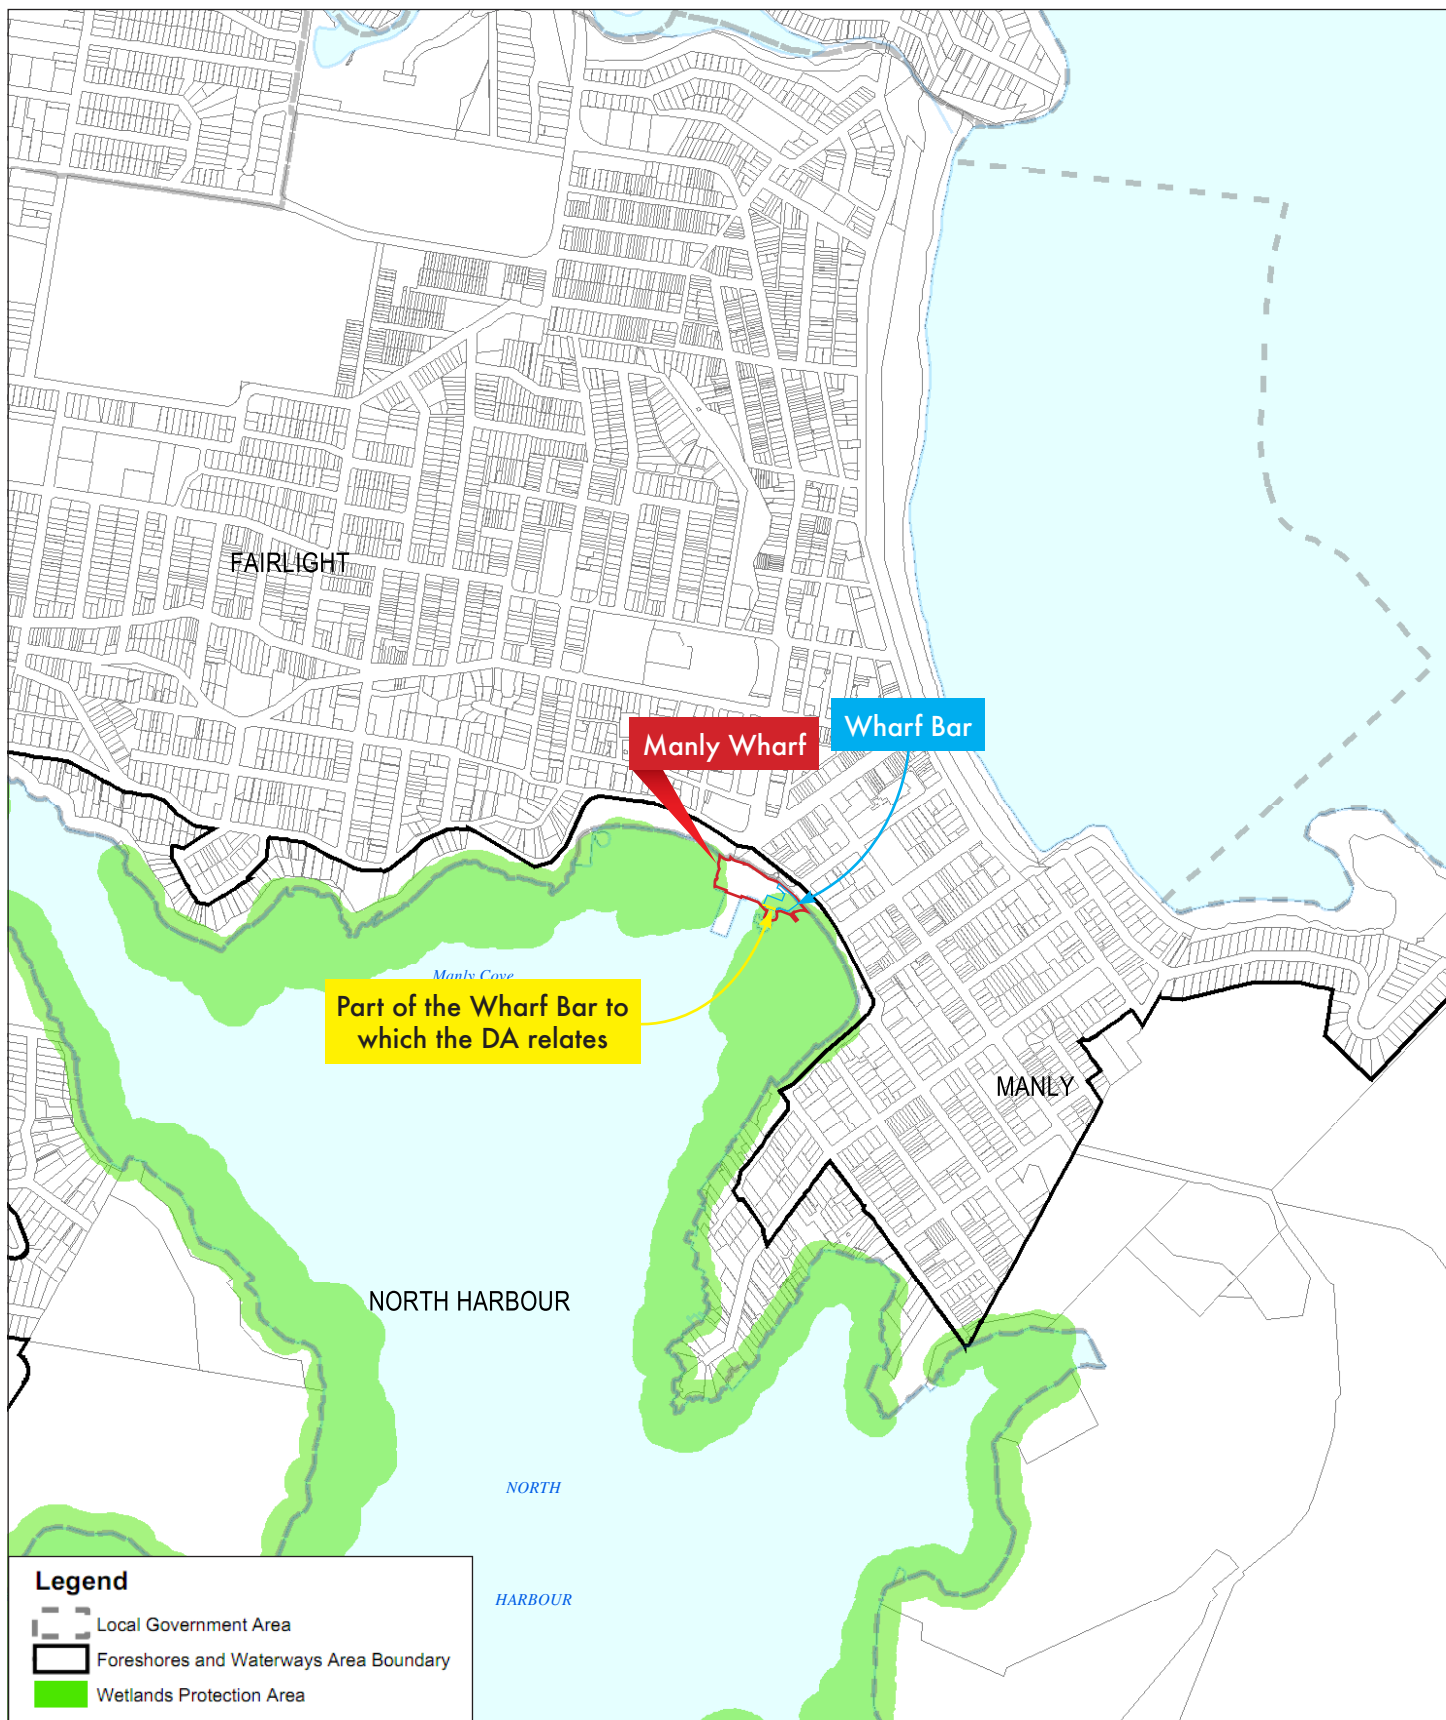 FAIRLIGHT
Wharf Bar
Manly Wharf
Manly Cove
Part of the Wharf Bar to
which the DA relates
MANLY
NORTH HARBOUR
NORTH
HARBOUR
Legend
Local Government Area
Foreshores and Waterways Area Boundary
Wetlands Protection Area